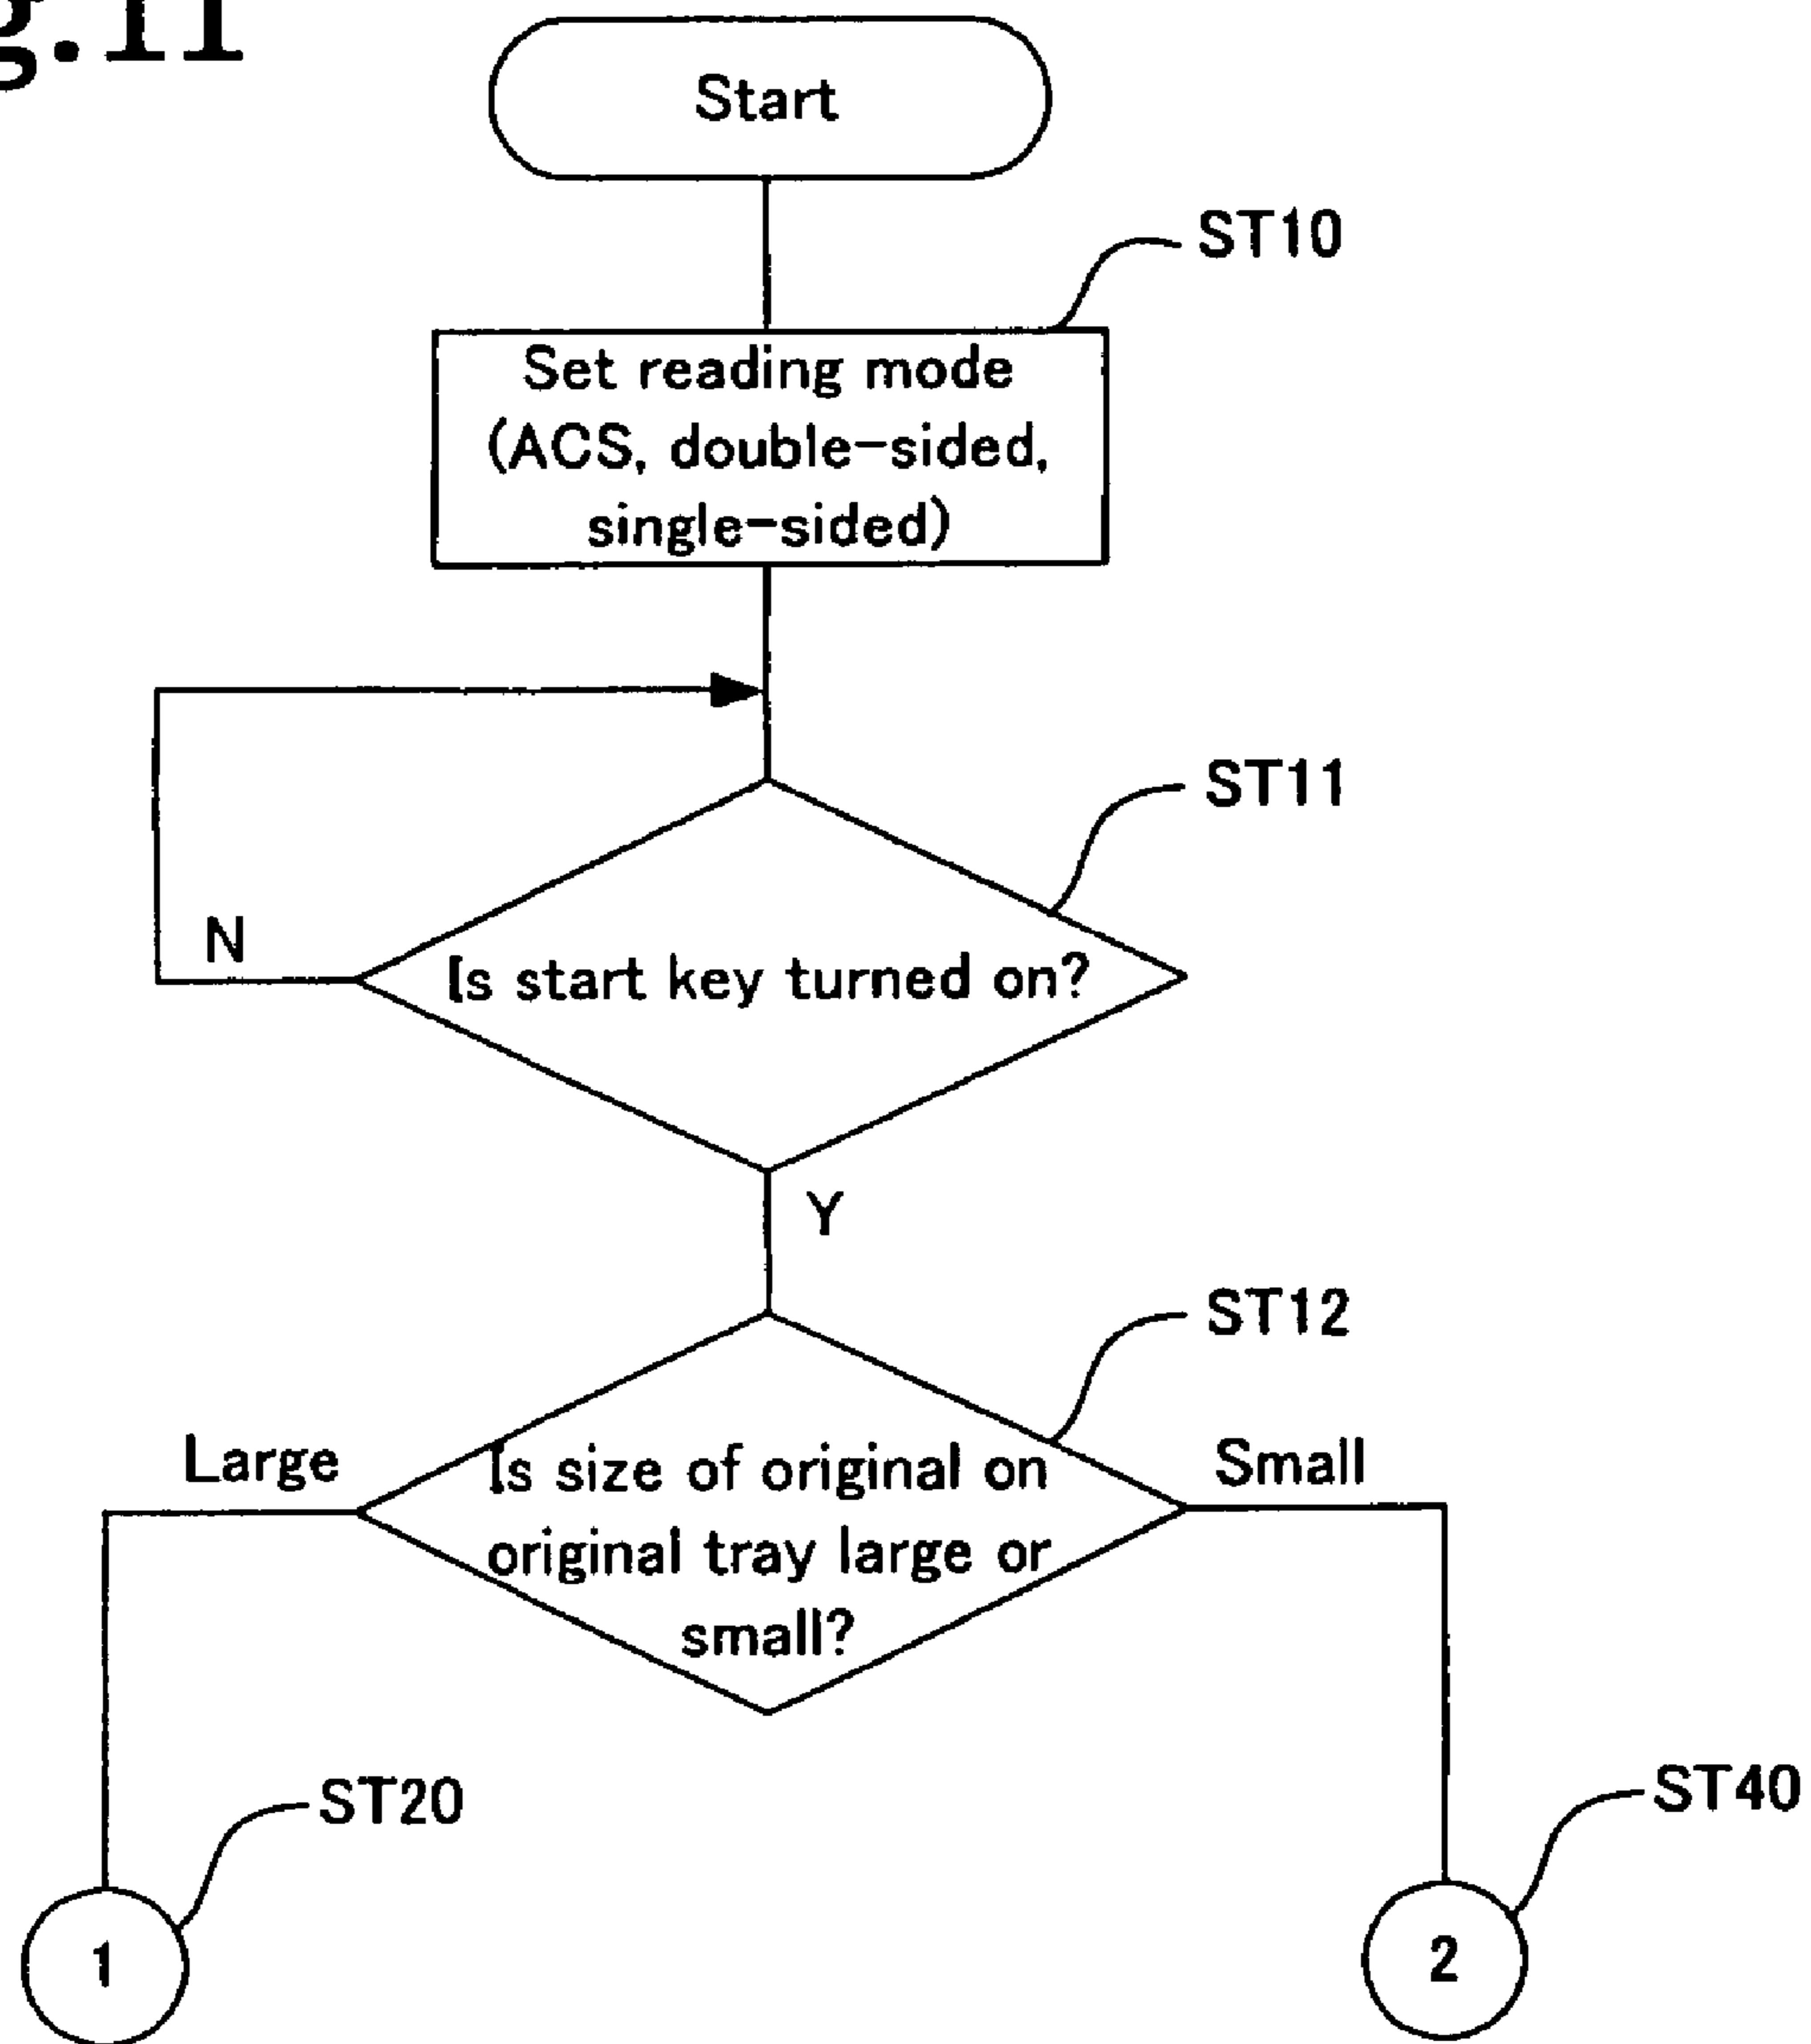 g.11
Start
ST10
Set reading mode
(ACS, double-sided,
single-sided)
ST11
N
Is start key turned on?
Y
ST12
Large
Small
Is size of original on
original tray large or
small?
ST20
ST40
1
2